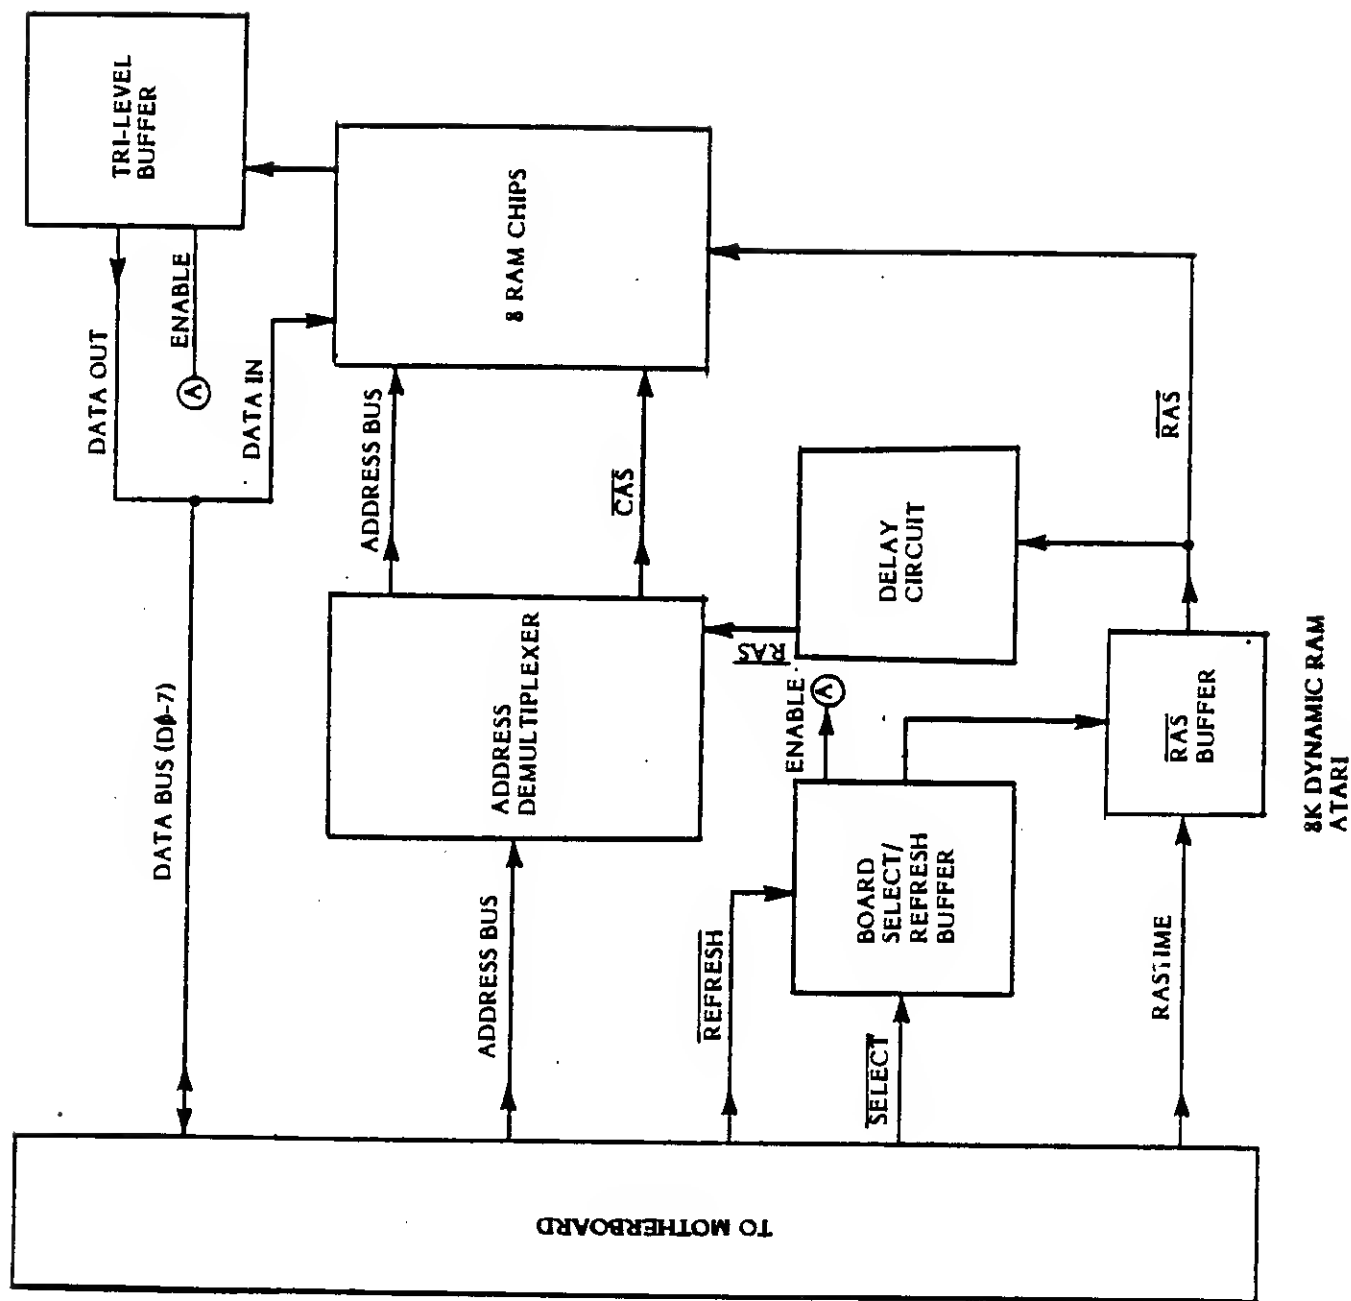 TRI-LEVEL
BUFFER
DATA OUT
ENABLE
A
DATA IN
DATA BUS (DØ-7)
8 RAM CHIPS
ADDRESS BUS
CAS
ADDRESS
DEMULTIPLEXER
ADDRESS BUS
RAS
DELAY
CIRCUIT
RAS
ENABLE
A
BOARD
SELECT/
REFRESH
BUFFER
REFRESH
SELECT
RAS
BUFFER
RASTIME
TO MOTHERBOARD
8K DYNAMIC RAM
ATARI